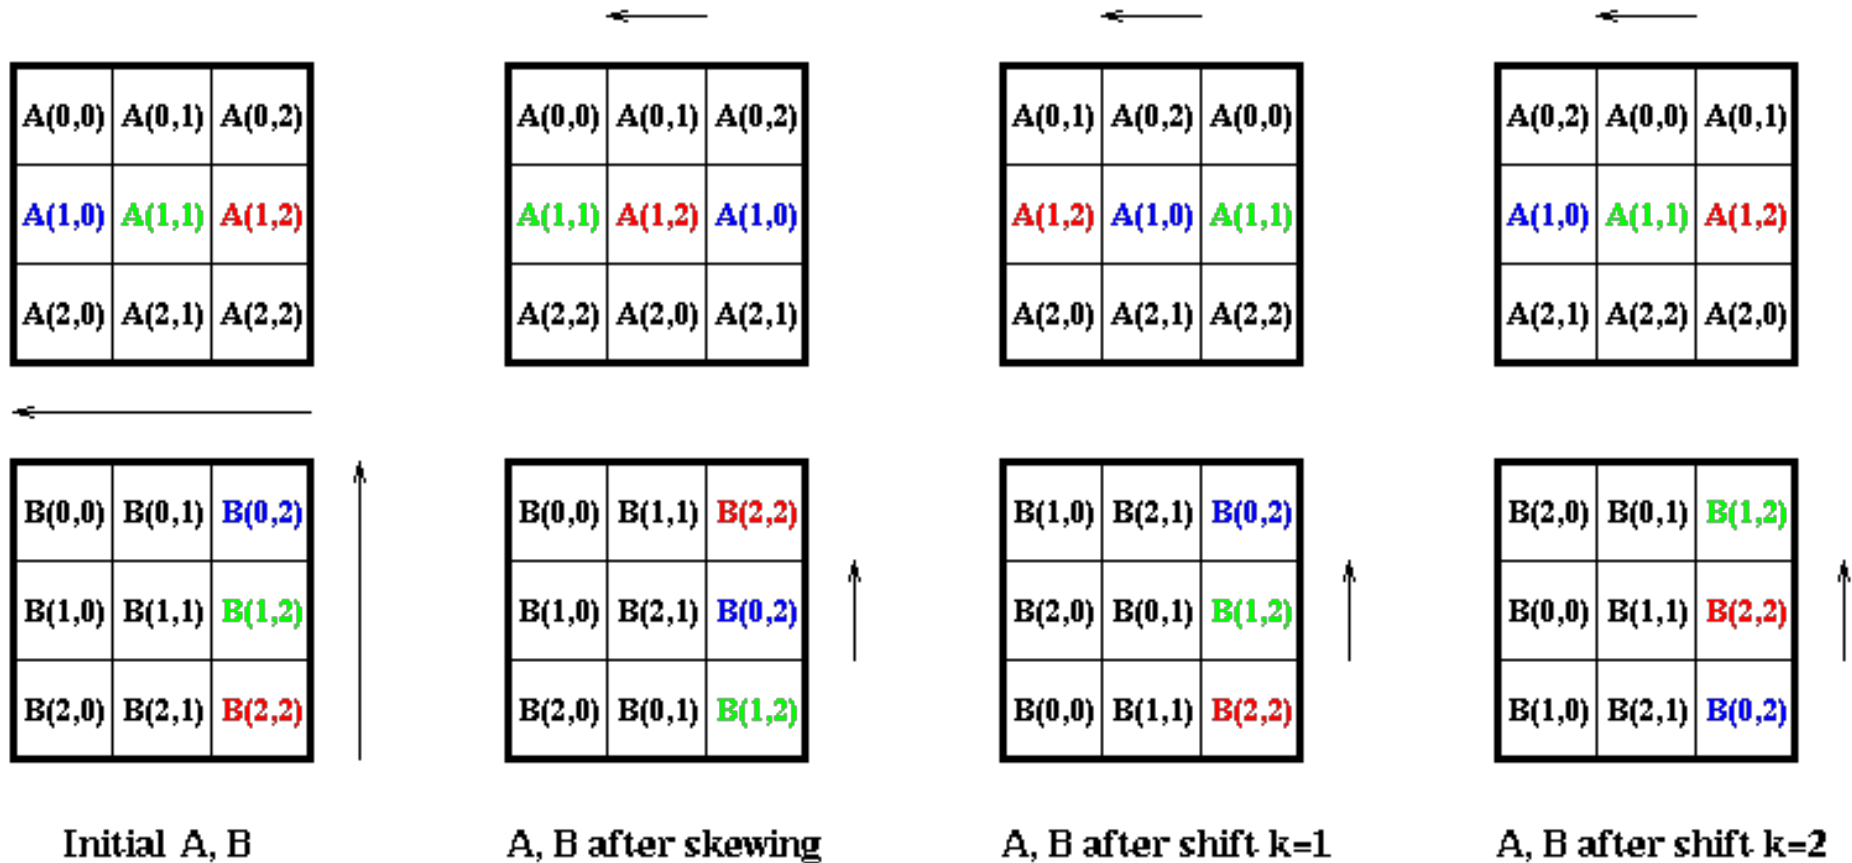 A(0,0) A(0,1) A(0,2) A(0,0) A(0,1) A(0,2) A(0,1) A(0,2) A(0,0) A(0,2) A(0,0) A(0,1)
A(1,0) A(1,1) A(1,2) A(1,1) A(1,2) A(1,0) A(1,2) A(1,0) A(1,1) A(1,0) A(1,1) A(1,2)
A(2,0) A(2,1) A(2,2) A(2,2) A(2,0) A(2,1) A(2,0) A(2,1) A(2,2) A(2,1) A(2,2) A(2,0)
B(0,0) B(0,1) B(0,2) B(0,0) B(1,1) B(2,2) B(1,0) B(2,1) B(0,2) B(2,0) B(0,1) B(1,2)
B(1,0) B(1,1) B(1,2) B(1,0) B(2,1) B(0,2) B(2,0) B(0,1) B(1,2) B(0,0) B(1,1) B(2,2)
B(2,0) B(2,1) B(2,2) B(2,0) B(0,1) B(1,2) B(0,0) B(1,1) B(2,2) B(1,0) B(2,1) B(0,2)
Initial A, B A, B after skewing A, B after shift k=1 A, B after shift k=2